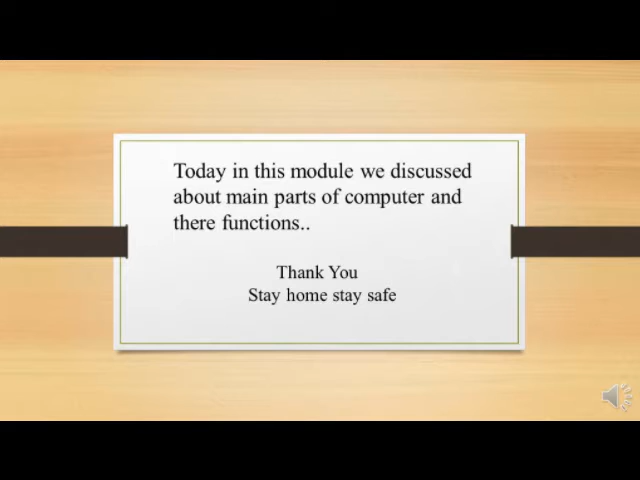 Today in this module we discussed
about main parts of computer and
there functions..
Thank You
Stay home stay safe